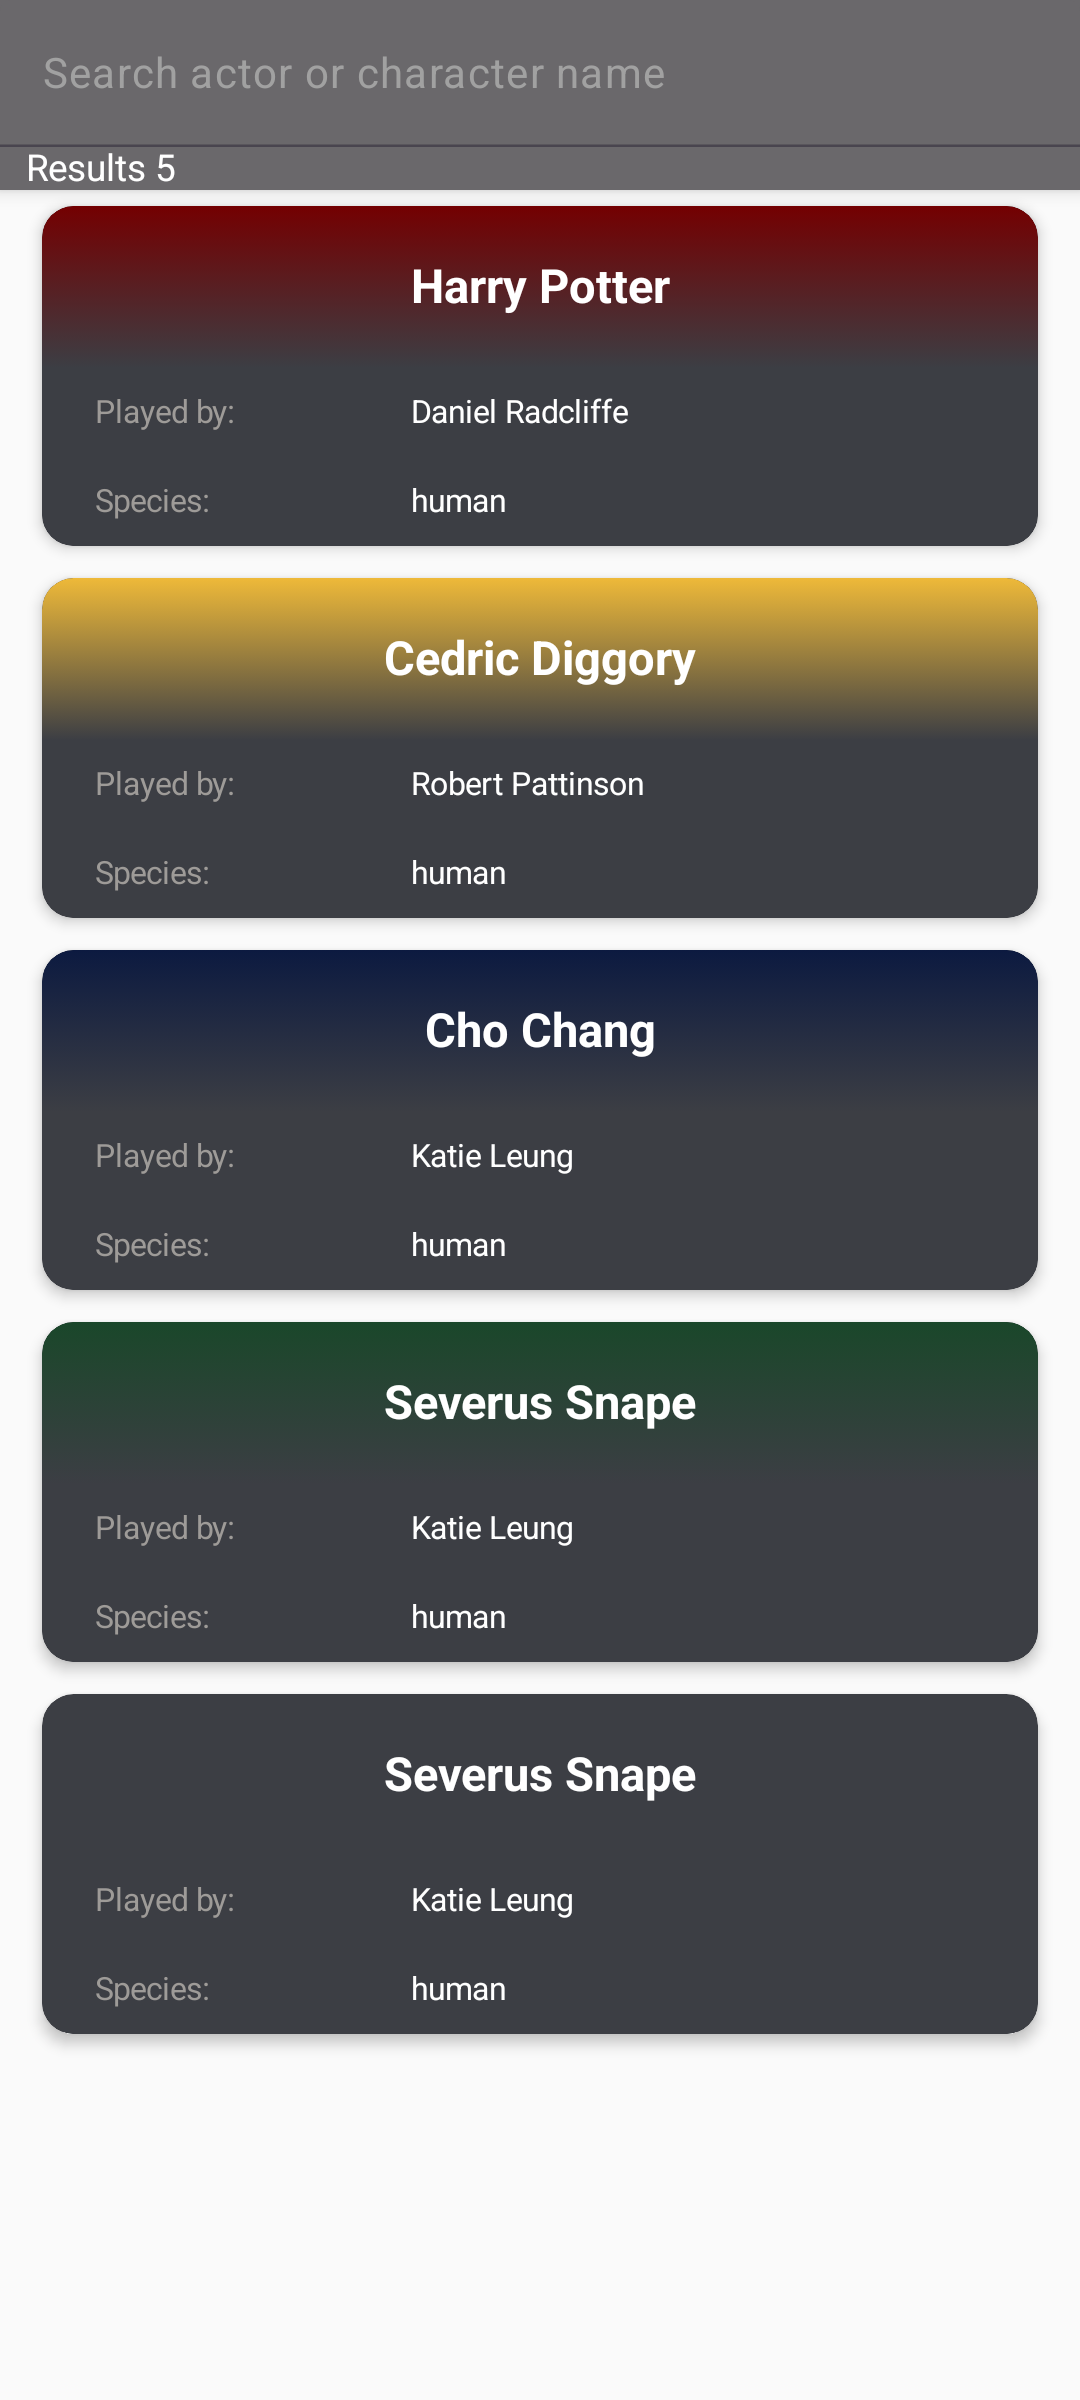 Search actor or character name
Results 5
Harry Potter
Played by: Daniel Radcliffe
Species: human
Cedric Diggory
Played by: Robert Pattinson
Species: human
Cho Chang
Played by: Katie Leung
Species: human
Severus Snape
Played by: Katie Leung
Species: human
Severus Snape
Played by: Katie Leung
Species: human